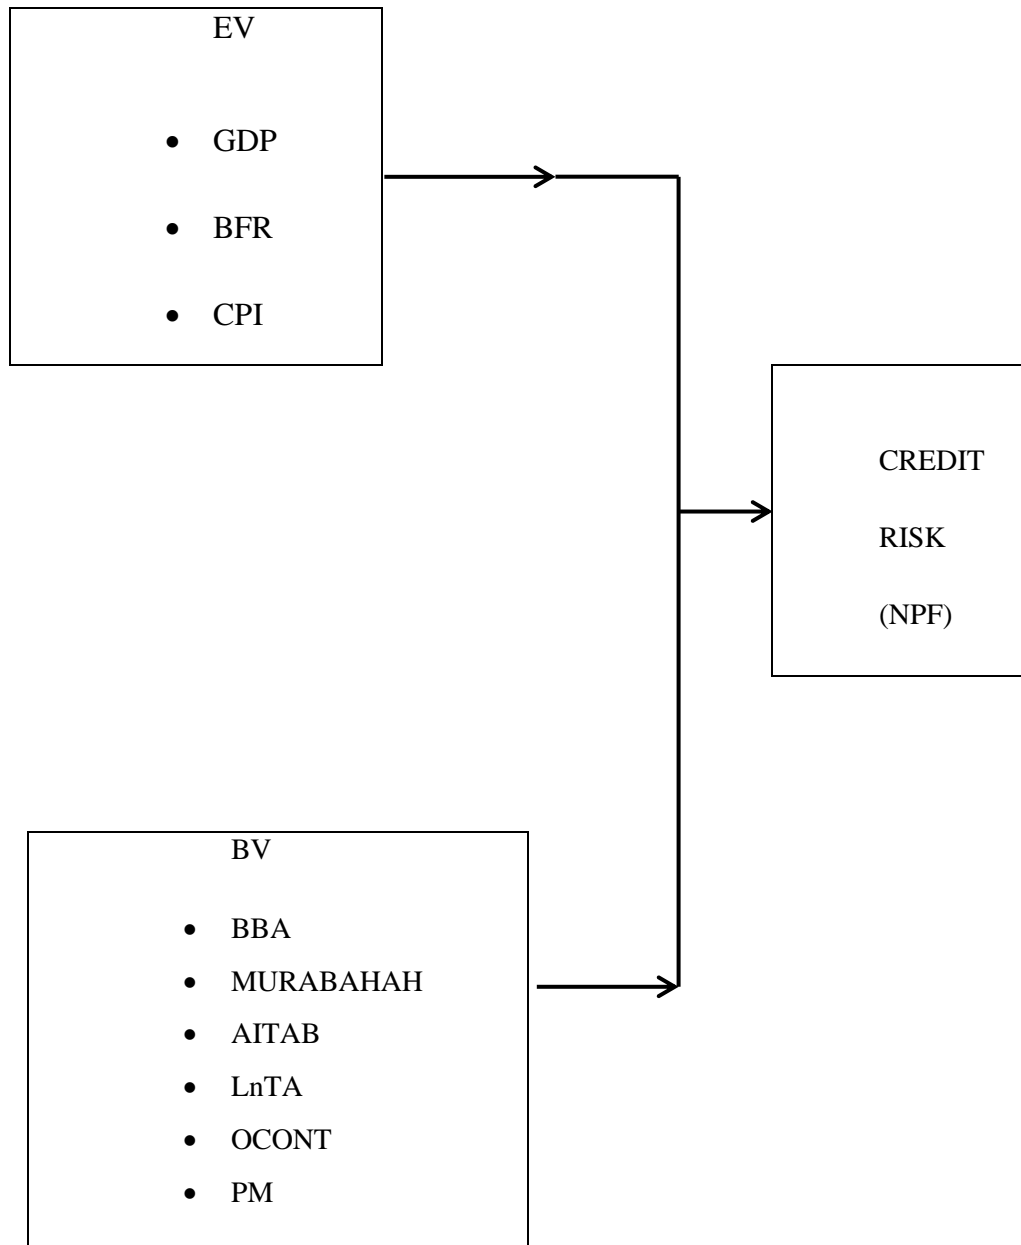 EV
• GDP
• BFR
• CPI
CREDIT
RISK
(NPF)
BV
• BBA
• MURABAHAH
• AITAB
• LnTA
• OCONT
• PM